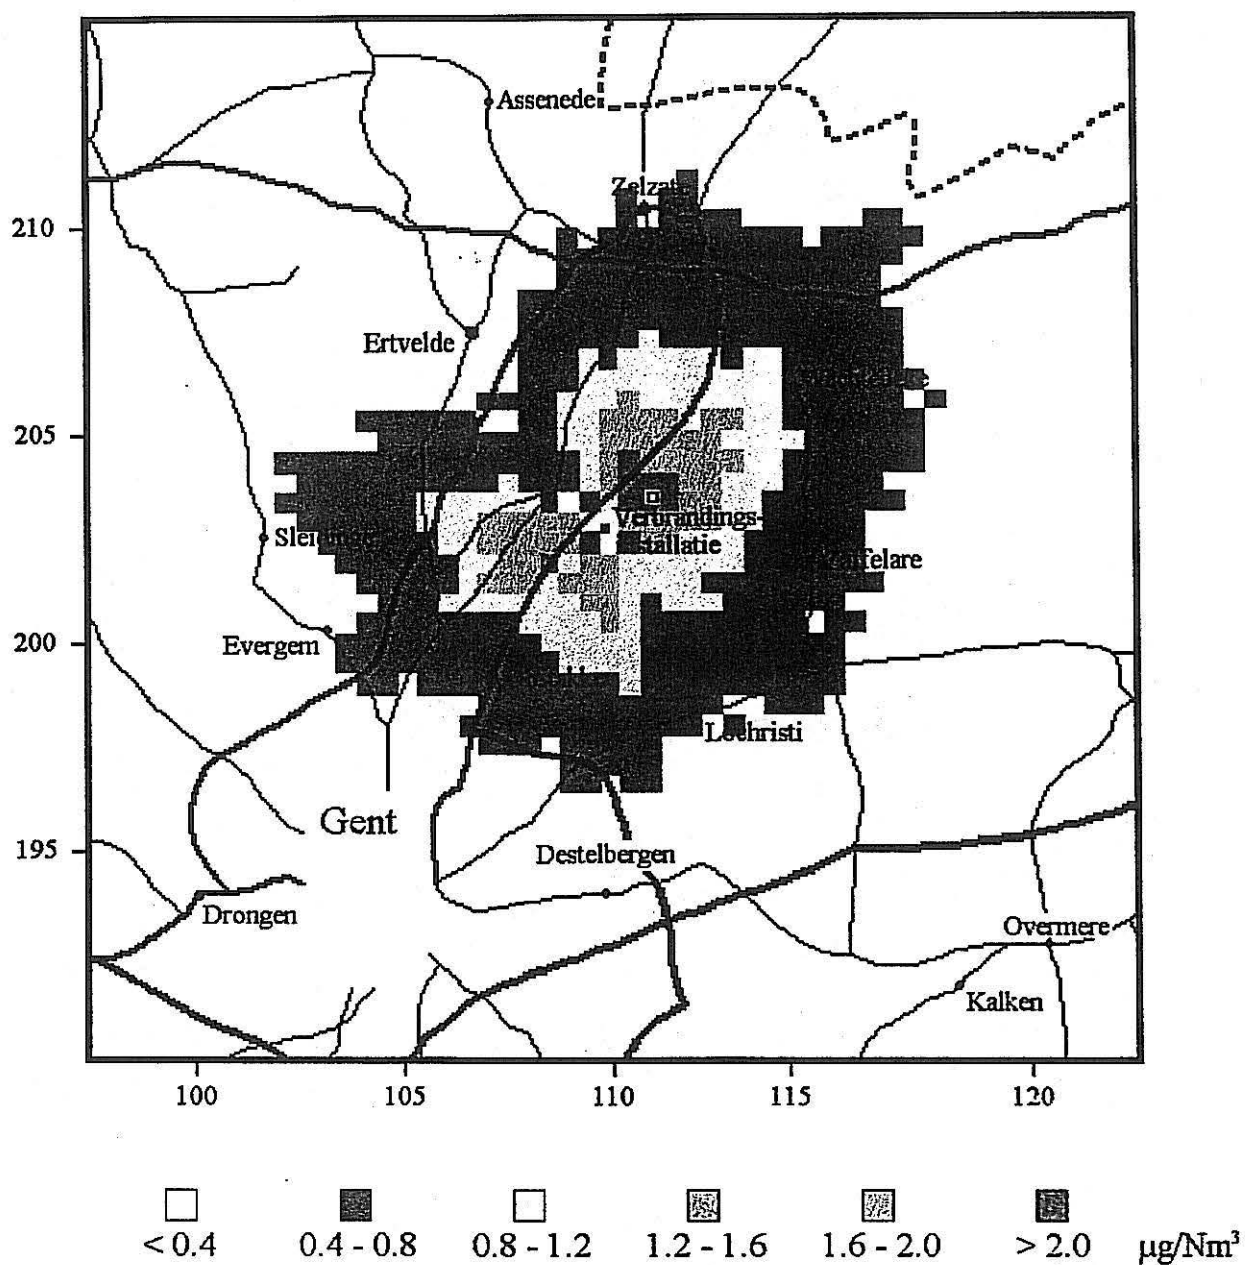 Assenede
Zelzate
210
Ertvelde
205
Verbrandings-
Evergem
200
Lochristi
Gent
195
Destelbergen
Drongen
Overmere
Kalken
100 105 110 115 120
< 0.4 0.4 - 0.8 0.8 - 1.2 1.2 - 1.6 1.6 - 2.0 > 2.0 µg/Nm³